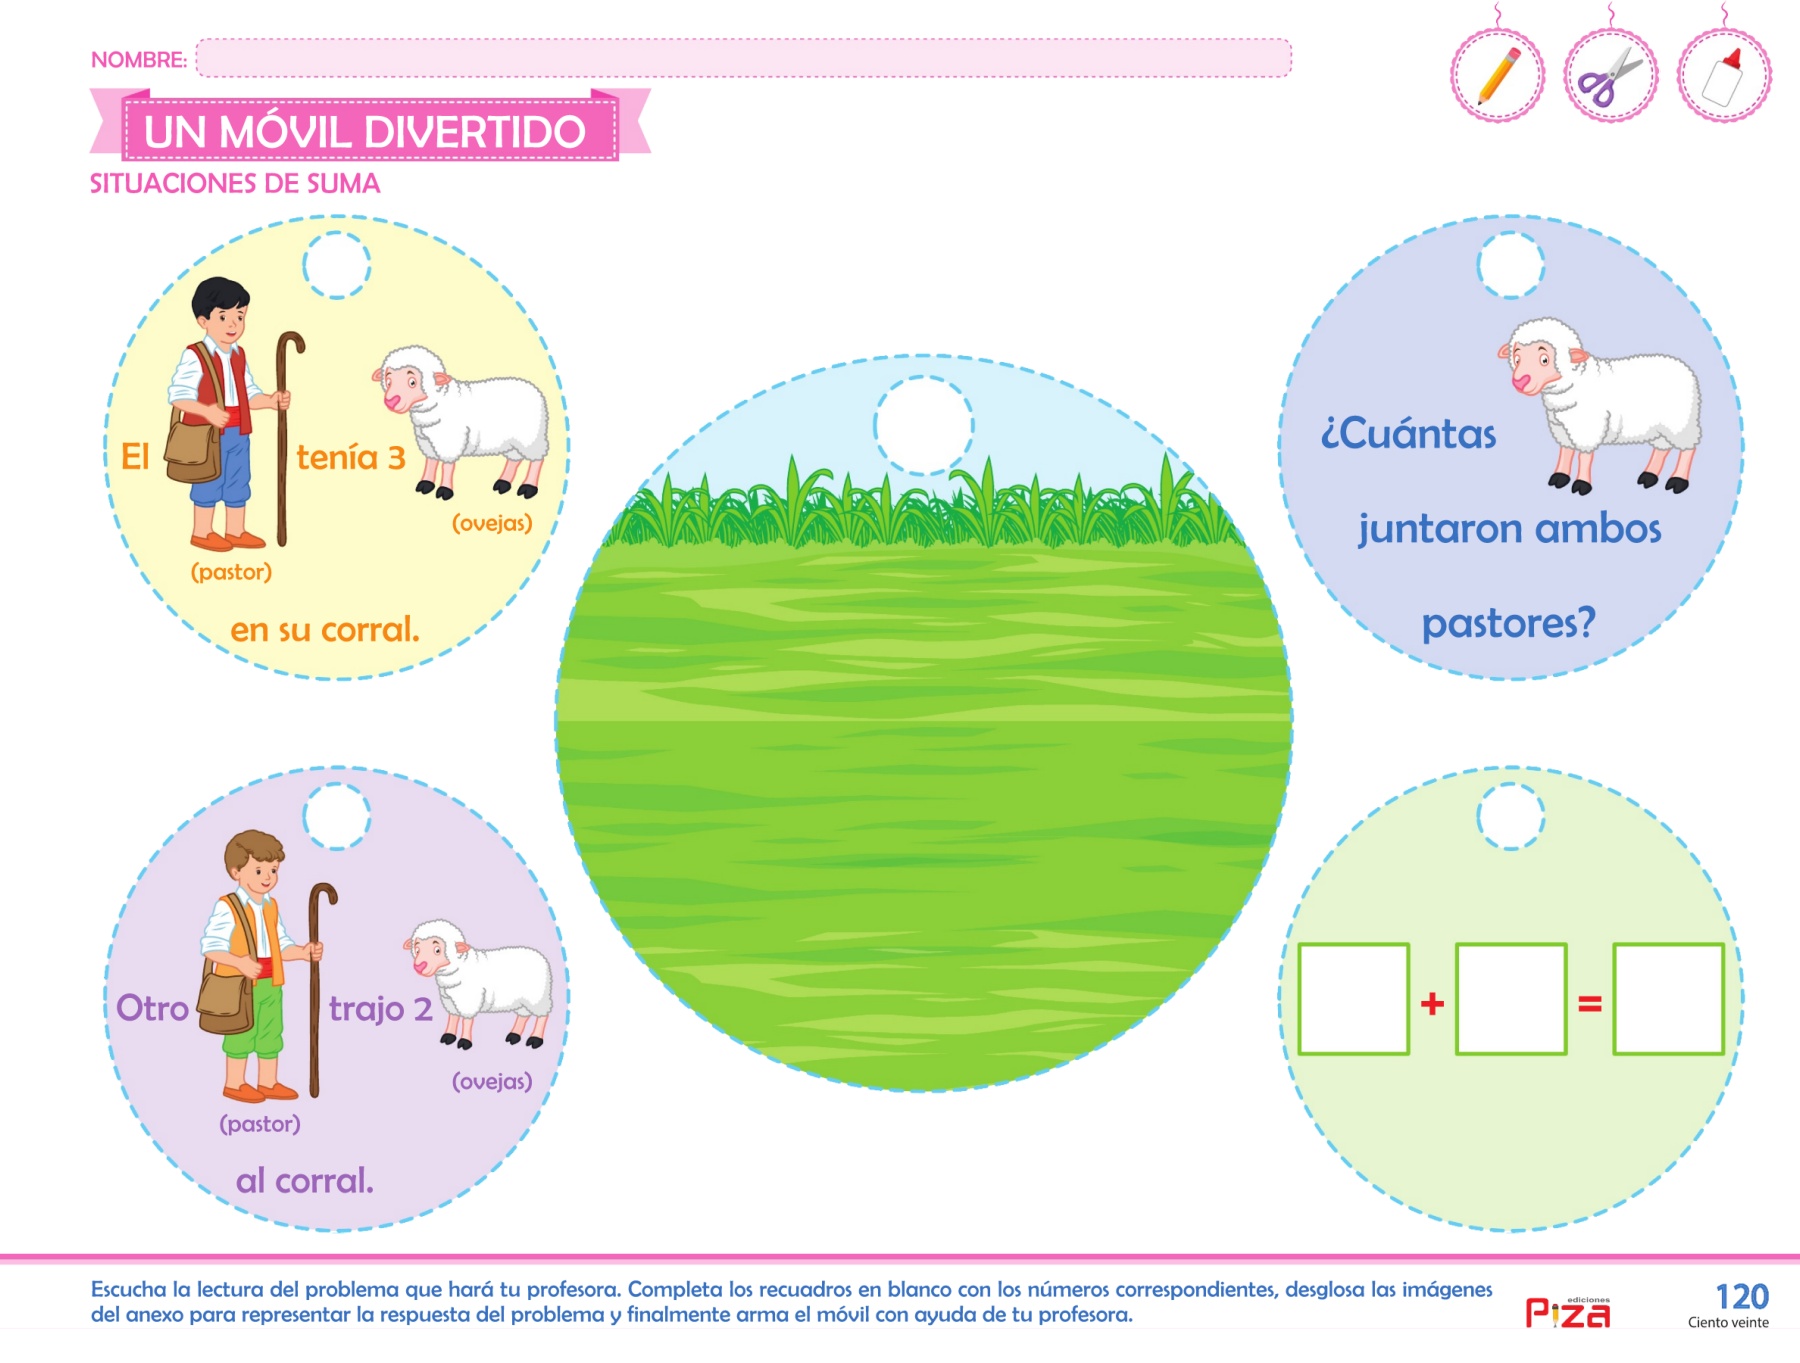 NOMBRE:
UN MÓVIL DIVERTIDO
SITUACIONES DE SUMA
El tenía 3
(ovejas)
(pastor)
en su corral.
Otro trajo 2
(ovejas)
(pastor)
al corral.
¿Cuántas
juntaron ambos
pastores?
+ =
Escucha la lectura del problema que hará tu profesora. Completa los recuadros en blanco con los números correspondientes, desglosa las imágenes
del anexo para representar la respuesta del problema y finalmente arma el móvil con ayuda de tu profesora.
ediciones
Piza
120
Ciento veinte